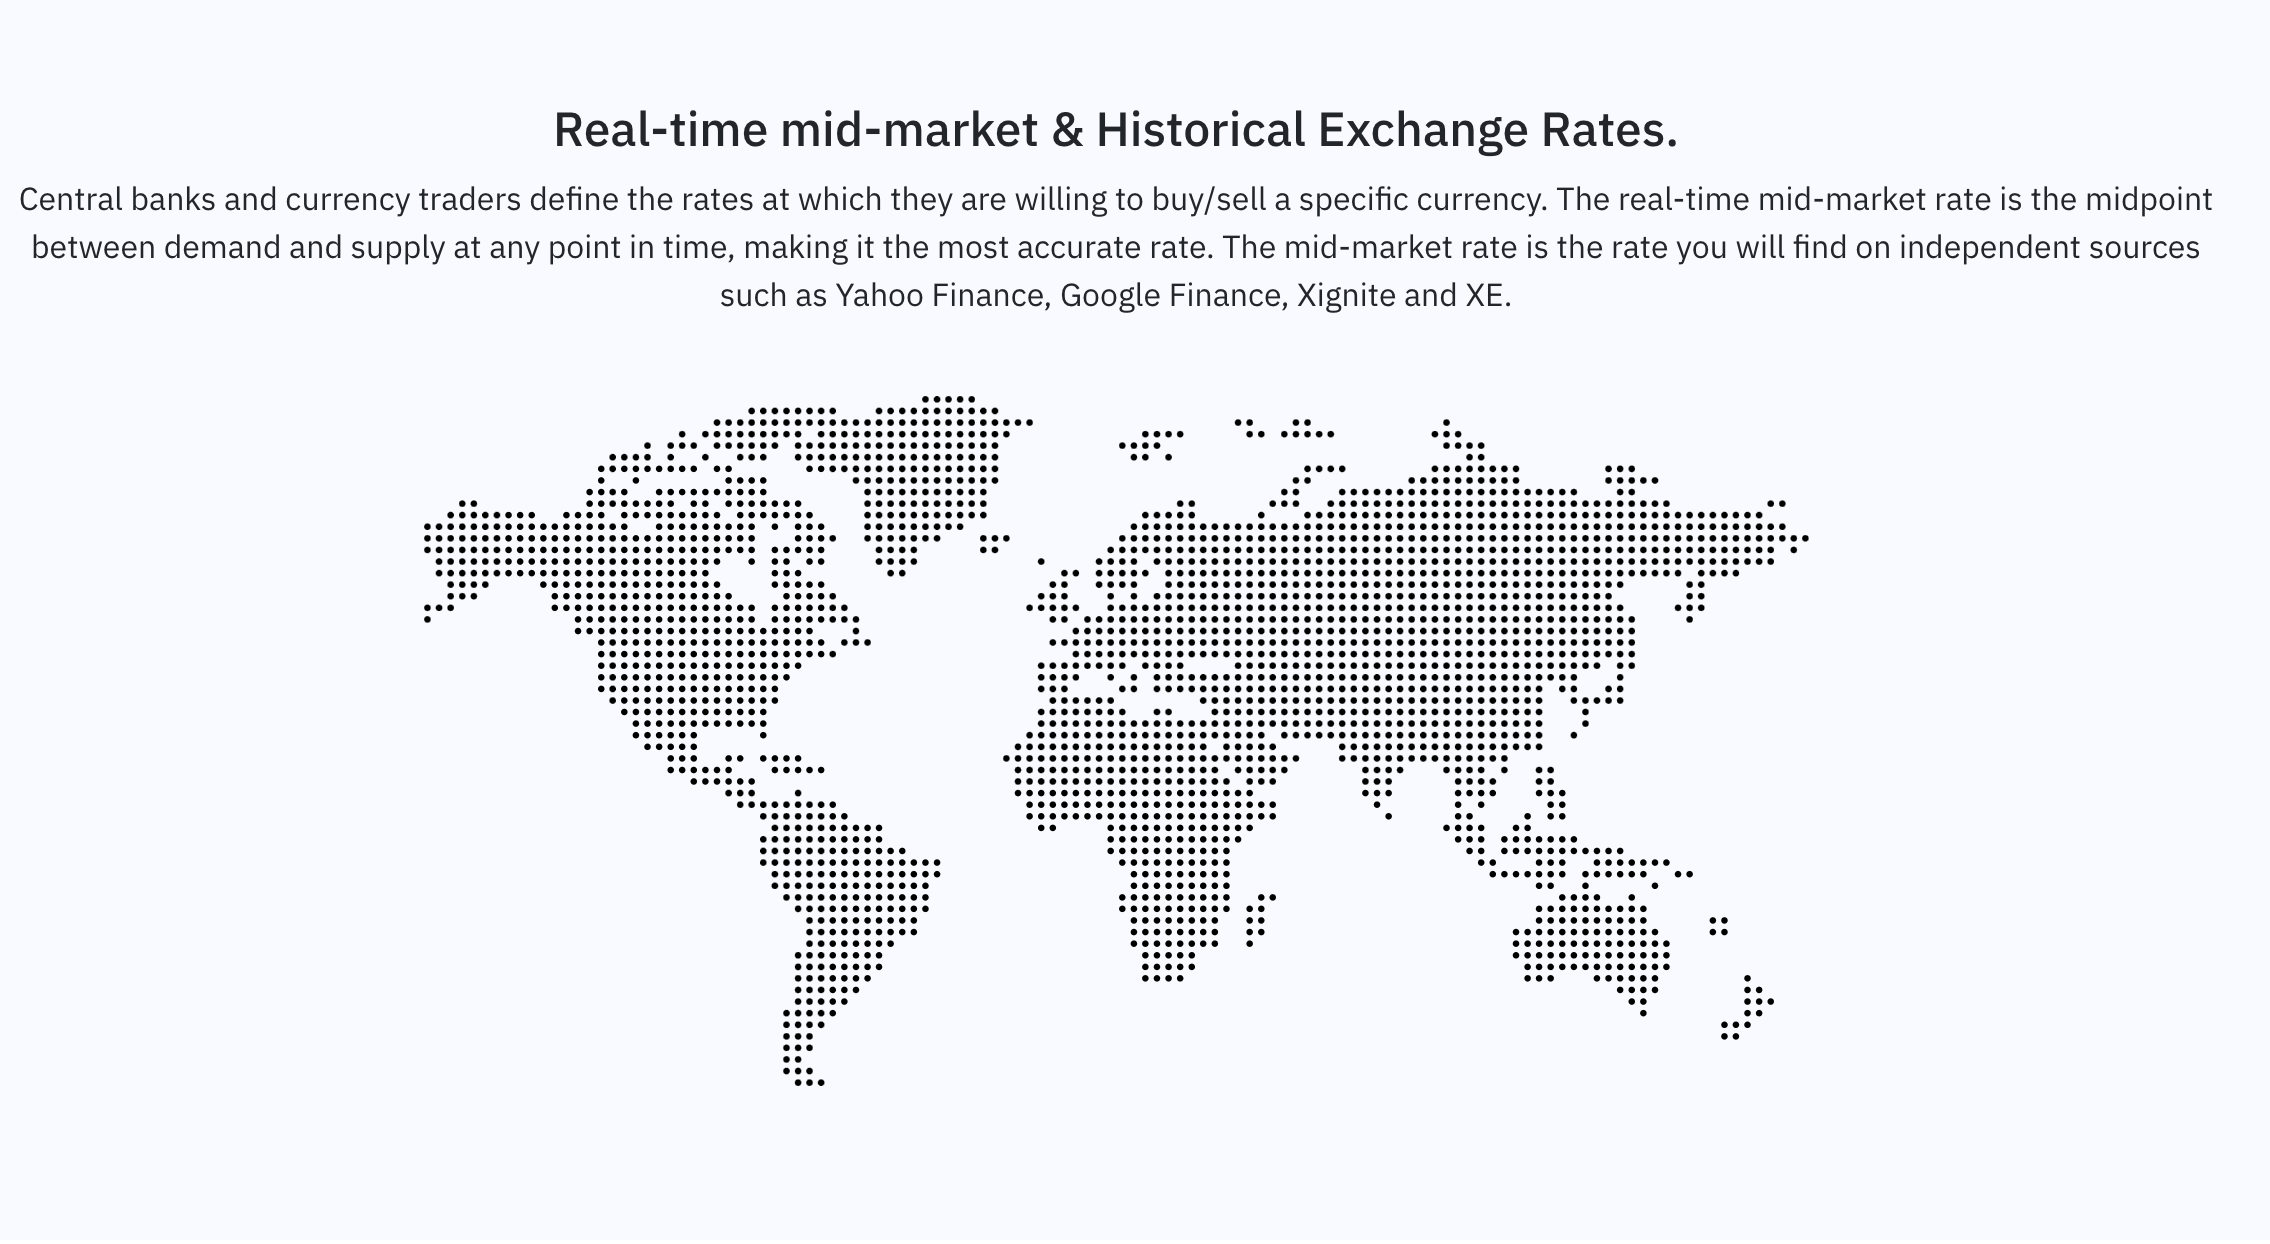 Real-time mid-market & Historical Exchange Rates.
Central banks and currency traders define the rates at which they are willing to buy/sell a specific currency. The real-time mid-market rate is the midpoint
between demand and supply at any point in time, making it the most accurate rate. The mid-market rate is the rate you will find on independent sources
such as Yahoo Finance, Google Finance, Xignite and XE.